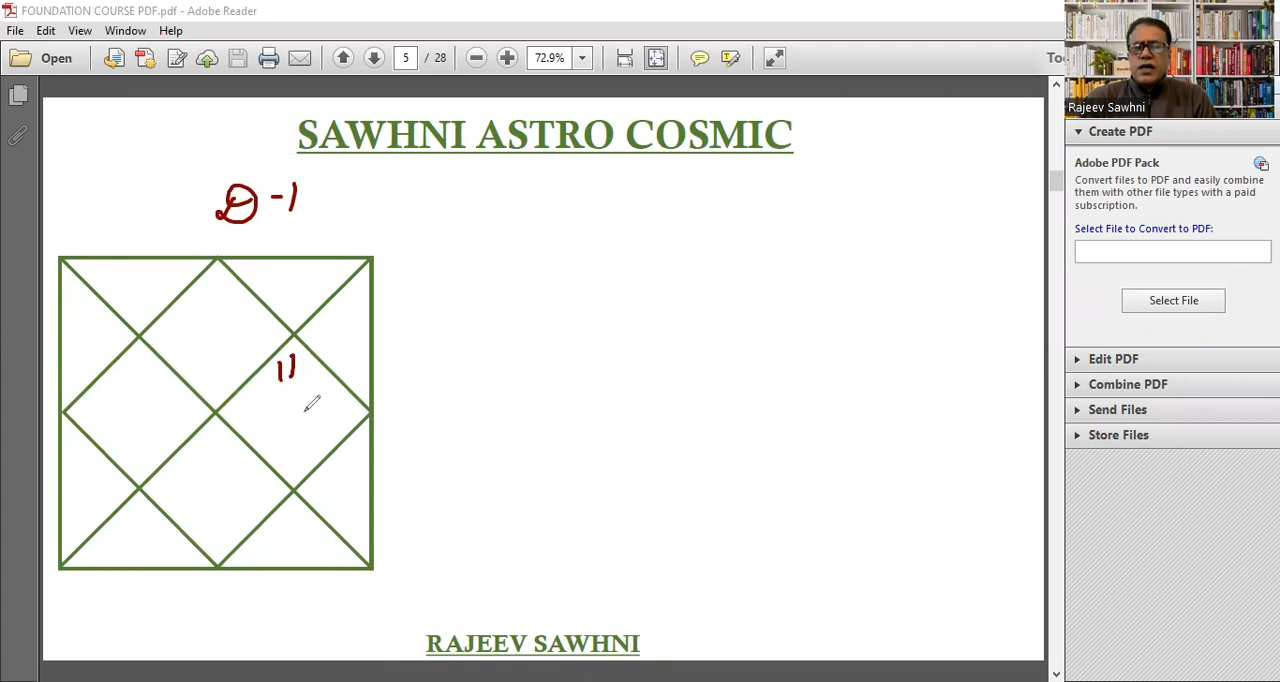 FOUNDATION COURSE PDF.pdf - Adobe Reader
File Edit View Window Help
Open 5 / 28 72.9%
Rajeev Sawhni
Create PDF
Adobe PDF Pack
Convert files to PDF and easily combine
them with other file types with a paid
subscription.
Select File to Convert to PDF:
Select File
Edit PDF
Combine PDF
Send Files
Store Files
SAWHNI ASTRO COSMIC
D-1
11
RAJEEV SAWHNI